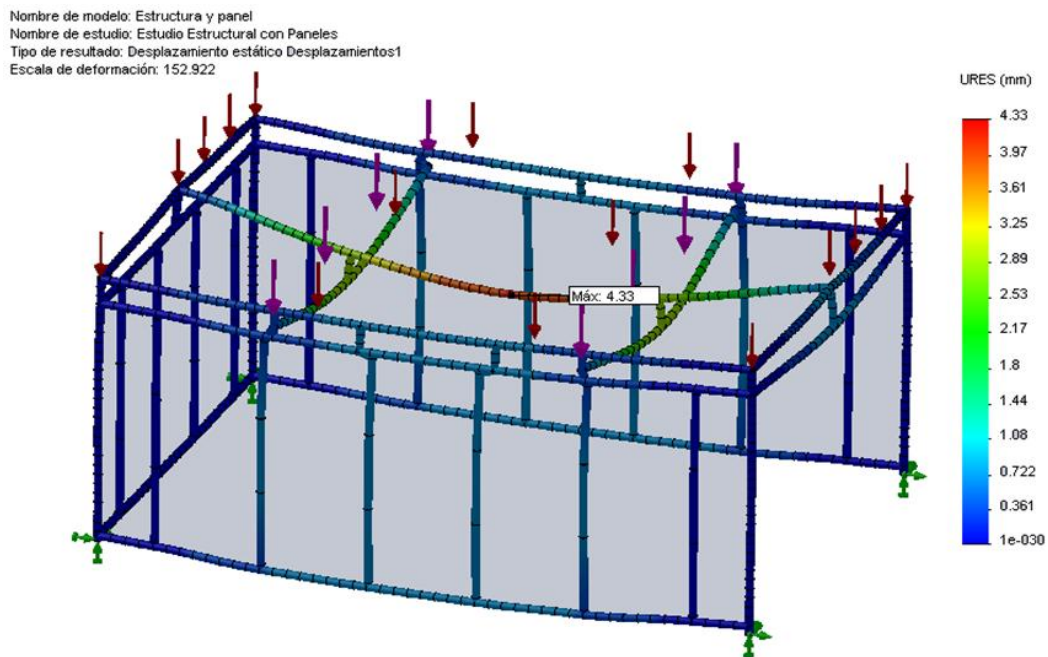 Nombre de modelo: Estructura y panel
Nombre de estudio: Estudio Estructural con Paneles
Tipo de resultado: Desplazamiento estático Desplazamientos1
Escala de deformación: 152.922
URES (mm)
4.33
3.97
3.61
3.25
2.89
2.53
2.17
1.8
1.44
1.08
0.722
0.361
1e-030
Máx: 4.33